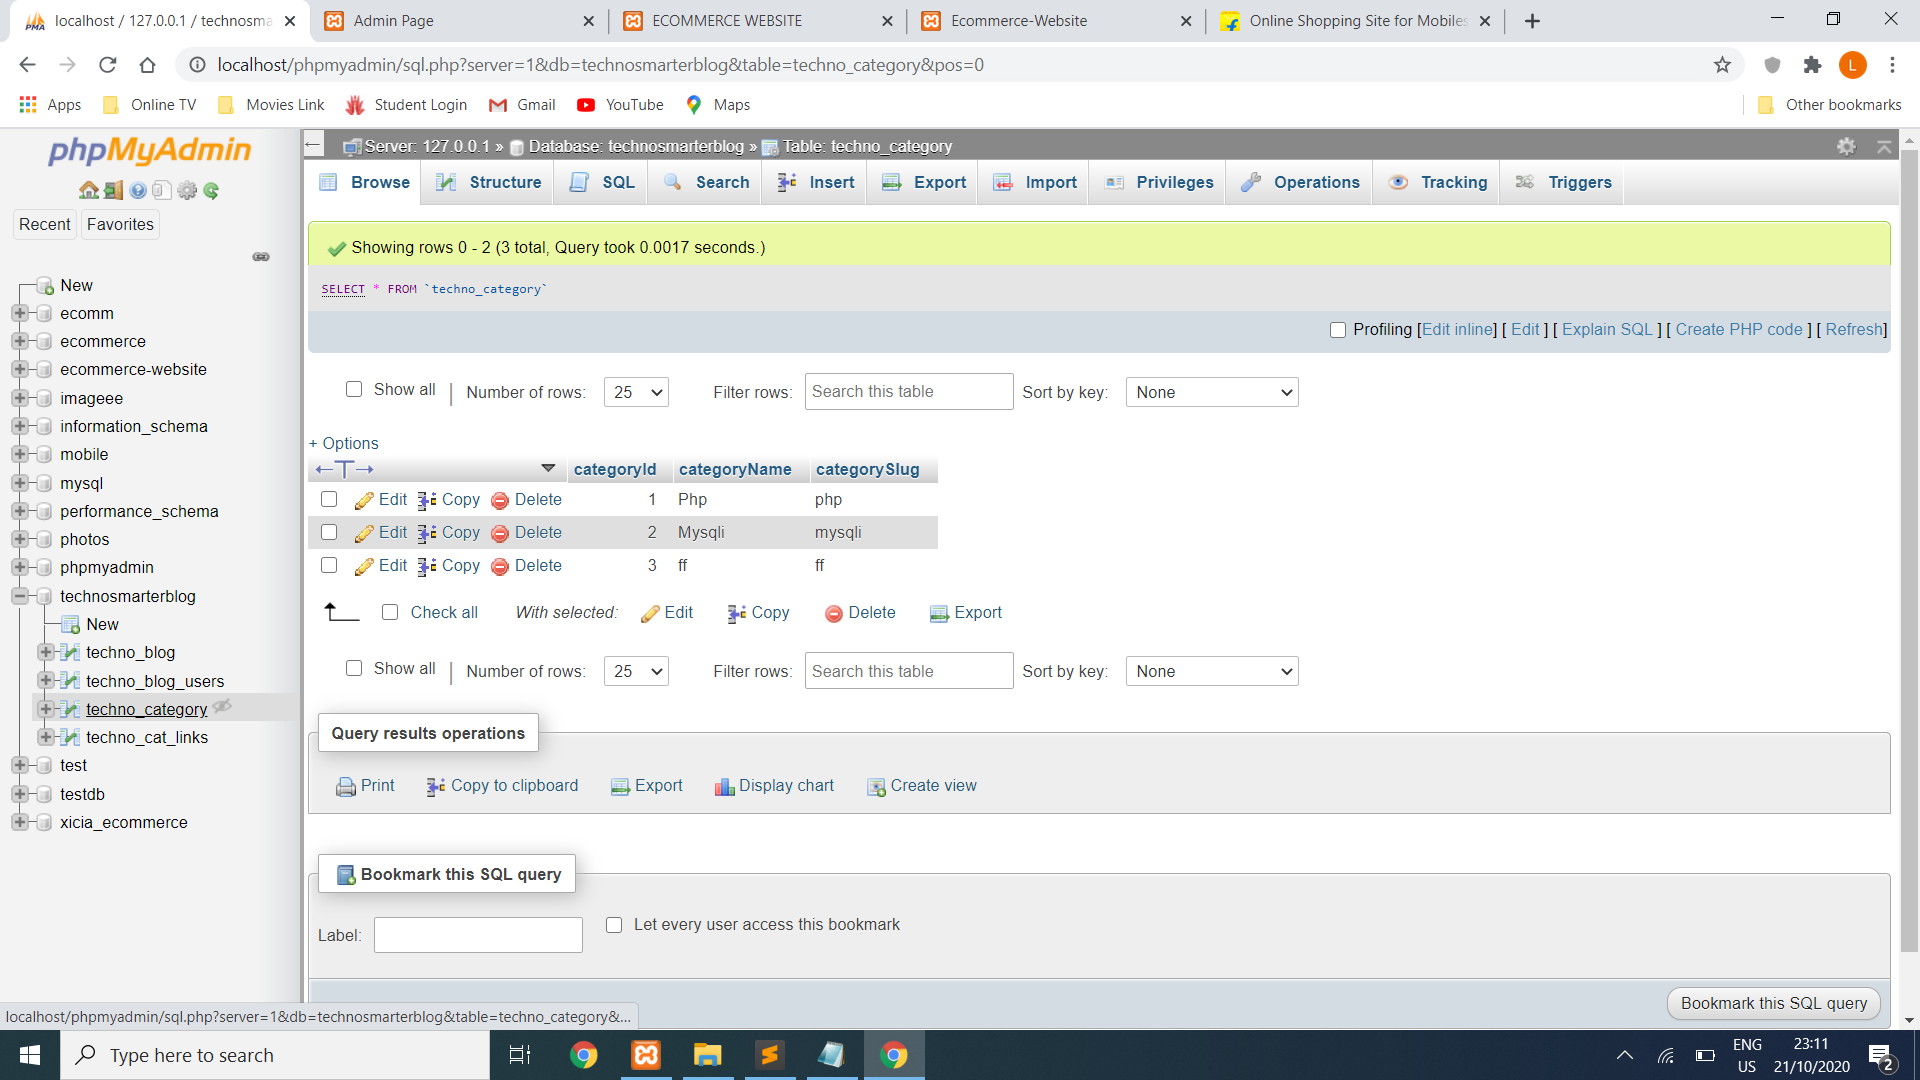 localhost / 127.0.0.1 / technosma
Admin Page
ECOMMERCE WEBSITE
Ecommerce-Website
Online Shopping Site for Mobiles
localhost/phpmyadmin/sql.php?server=1&db=technosmarterblog&table=techno_category&pos=0
L
Apps
Online TV
Movies Link
Student Login
Gmail
YouTube
Maps
Other bookmarks
phpMyAdmin
Recent
Favorites
New
ecomm
ecommerce
ecommerce-website
imageee
information_schema
mobile
mysql
performance_schema
photos
phpmyadmin
technosmarterblog
New
techno_blog
techno_blog_users
techno_category
techno_cat_links
test
testdb
xicia_ecommerce
Server: 127.0.0.1 » Database: technosmarterblog » Table: techno_category
Browse
Structure
SQL
Search
Insert
Export
Import
Privileges
Operations
Tracking
Triggers
Showing rows 0 - 2 (3 total, Query took 0.0017 seconds.)
SELECT * FROM `techno_category`
Profiling [Edit inline] [ Edit ] [ Explain SQL ] [ Create PHP code ] [ Refresh]
Show all | Number of rows: 25 Filter rows: Search this table Sort by key: None
+ Options
categoryId categoryName categorySlug
Edit Copy Delete 1 Php php
Edit Copy Delete 2 Mysqli mysqli
Edit Copy Delete 3 ff ff
Check all With selected: Edit Copy Delete Export
Show all | Number of rows: 25 Filter rows: Search this table Sort by key: None
Query results operations
Print Copy to clipboard Export Display chart Create view
Bookmark this SQL query
Label:
Let every user access this bookmark
Bookmark this SQL query
localhost/phpmyadmin/sql.php?server=1&db=technosmarterblog&table=techno_category&...
Type here to search
ENG
US
23:11
21/10/2020
2